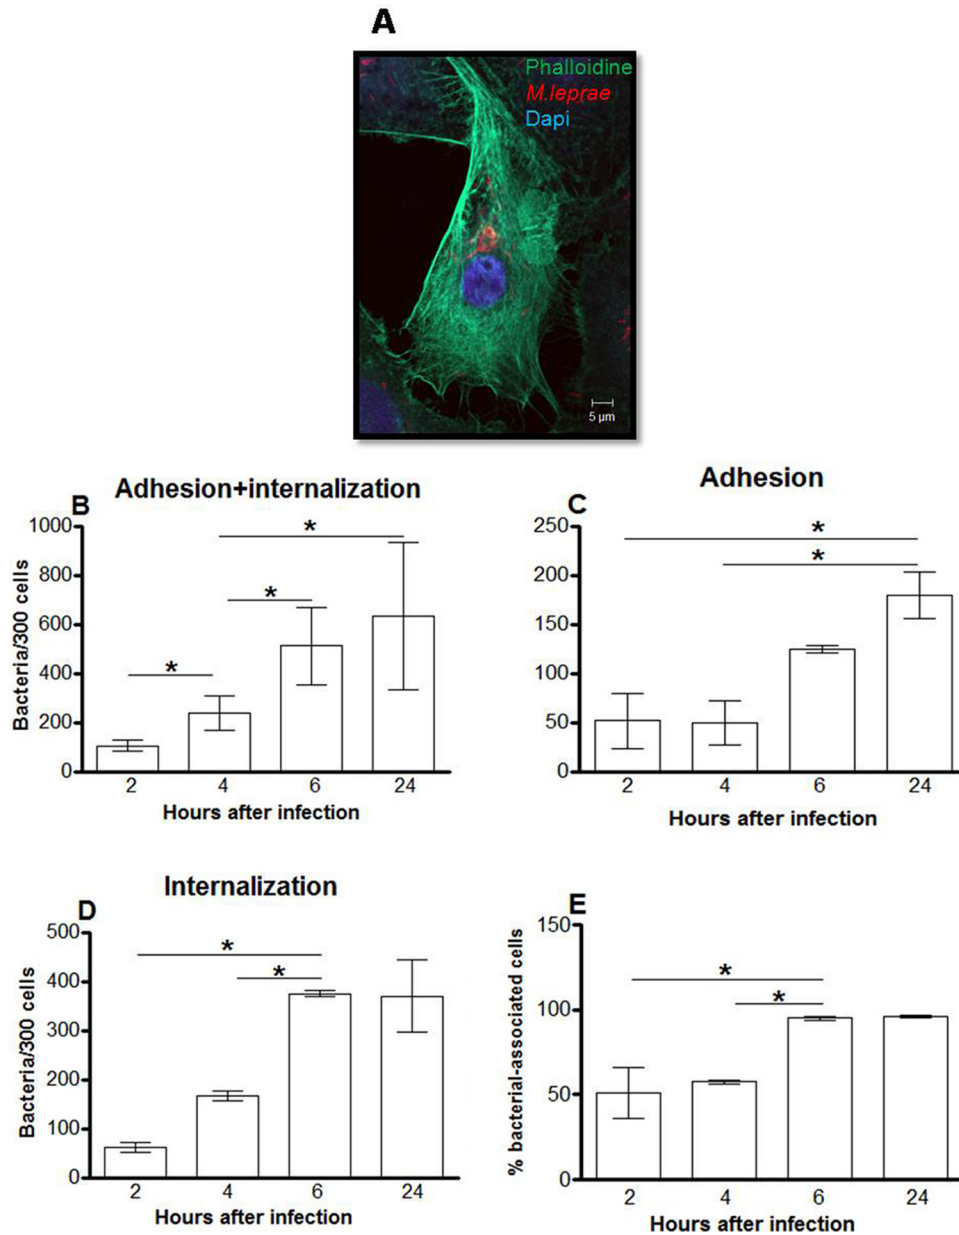 A
Phalloidine
M.leprae
Dapi
5 µm
B
Adhesion+internalization
Bacteria/300 cells
1000
800
600
400
200
0
*
*
*
2 4 6 24
Hours after infection
C
Adhesion
250
200
150
100
50
0
*
*
2 4 6 24
Hours after infection
D
Internalization
Bacteria/300 cells
500
400
300
200
100
0
*
*
2 4 6 24
Hours after infection
E
% bacterial-associated cells
150
100
50
0
*
*
2 4 6 24
Hours after infection